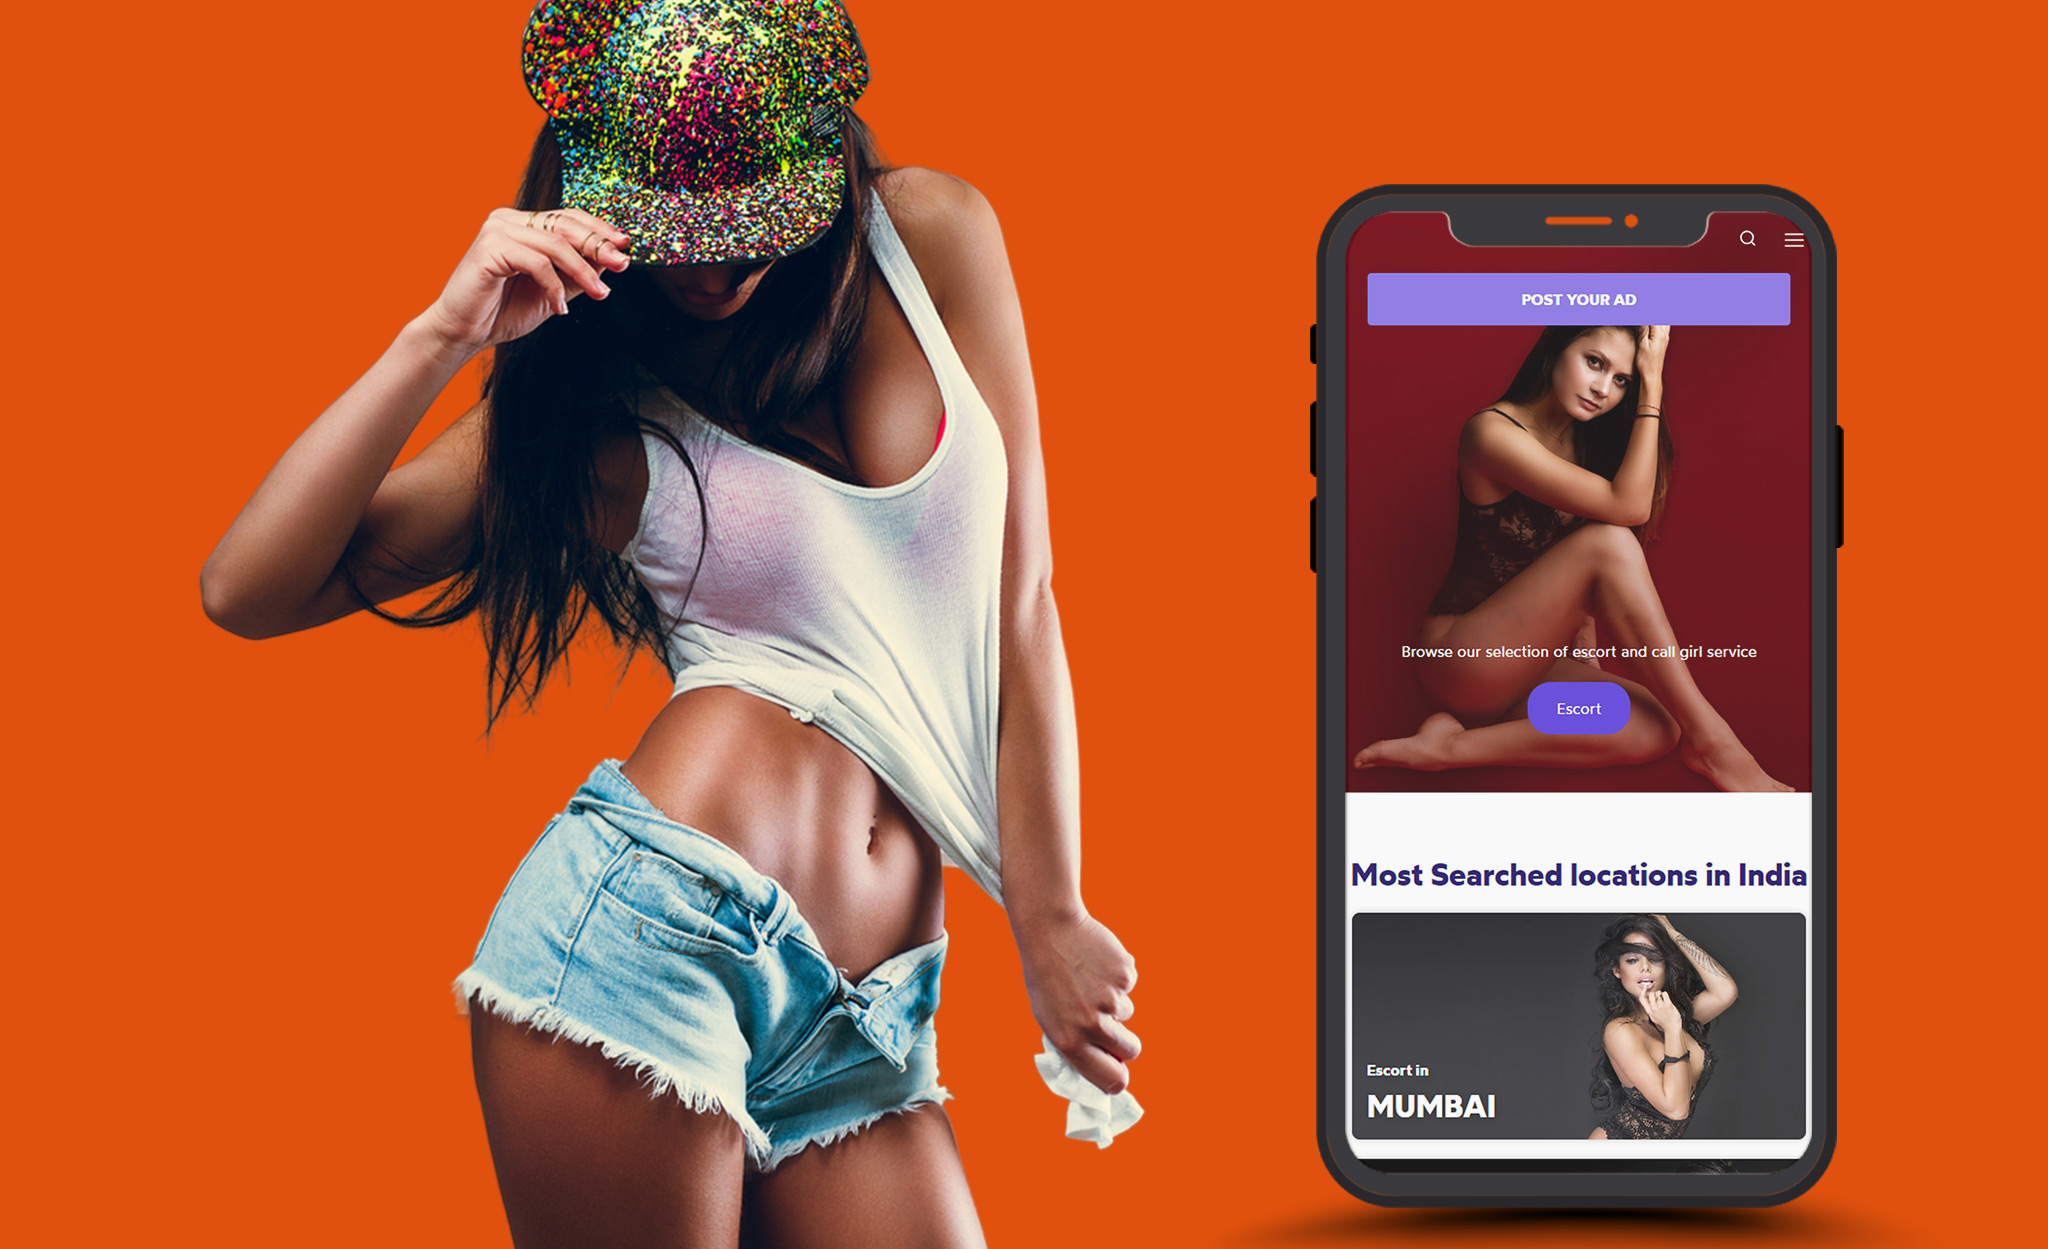 POST YOUR AD
Browse our selection of escort and call girl service
Escort
Most Searched locations in India
Escort in
MUMBAI